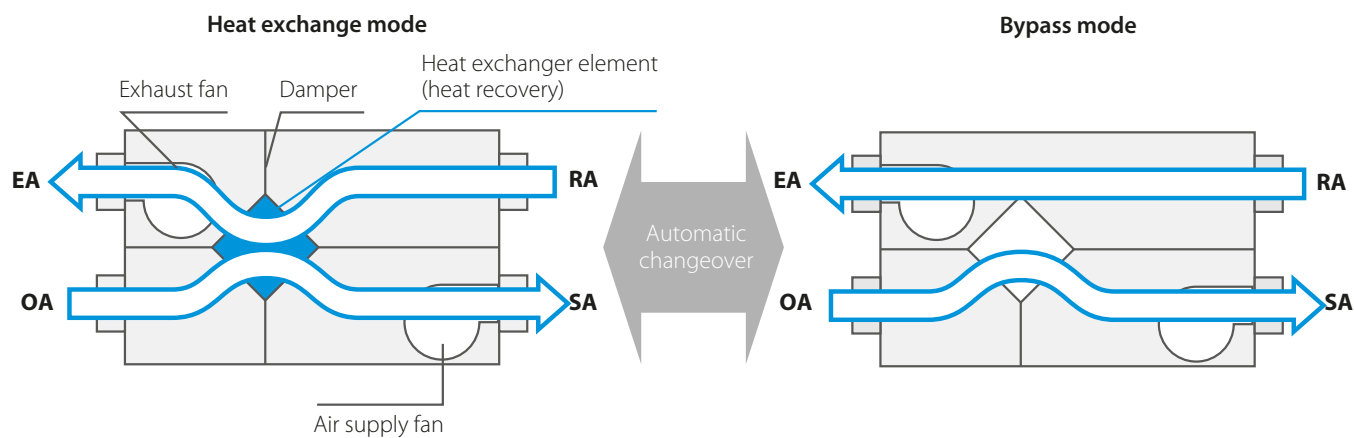 Heat exchange mode
Bypass mode
Heat exchanger element
(heat recovery)
Exhaust fan
Damper
EA
RA
EA
RA
Automatic
changeover
OA
SA
OA
SA
Air supply fan